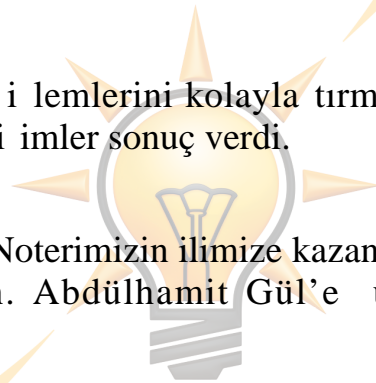 i lemlerini kolayla tırm
i imler sonuç verdi.
Noterimizin ilimize kazan
. Abdülhamit Gül’e